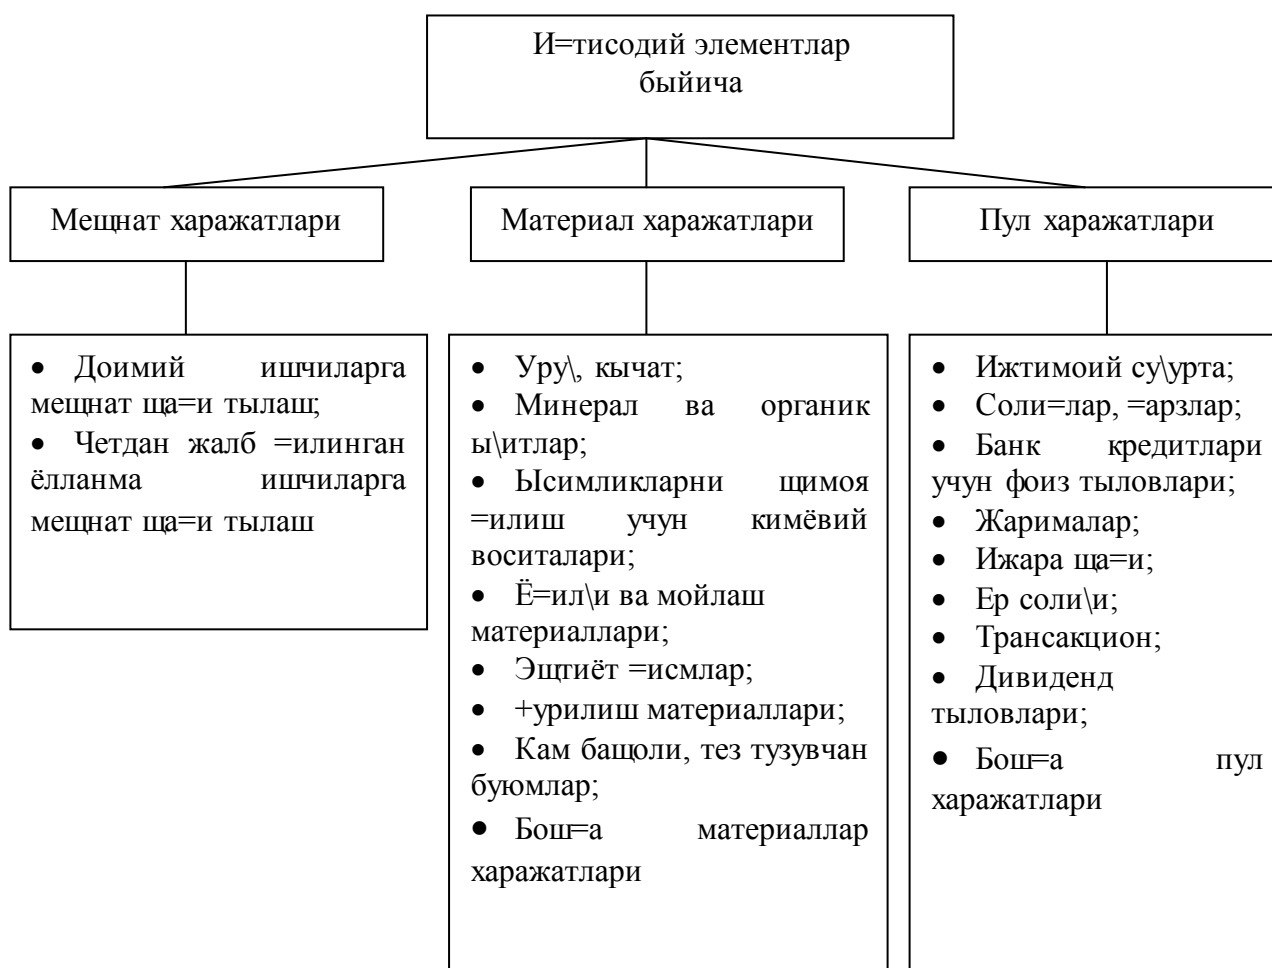 И=тисодий элементлар
быйича
Мещнат харажатлари
Материал харажатлари
Пул харажатлари
• Доимий ишчиларга
мещнат ща=и тылаш;
• Четдан жалб =илинган
ёлланма ишчиларга
мещнат ща=и тылаш
• Уру\, кычат;
• Минерал ва органик
ы\итлар;
• Ысимликларни щимоя
=илиш учун кимёвий
воситалари;
• Ё=ил\и ва мойлаш
материаллари;
• Эщтиёт =исмлар;
• +урилиш материаллари;
• Кам бащоли, тез тузувчан
буюмлар;
• Бош=а материаллар
харажатлари
• Ижтимоий су\урта;
• Соли=лар, =арзлар;
• Банк кредитлари
учун фоиз тыловлари;
• Жарималар;
• Ижара ща=и;
• Ер соли\и;
• Трансакцион;
• Дивиденд
тыловлари;
• Бош=а пул
харажатлари